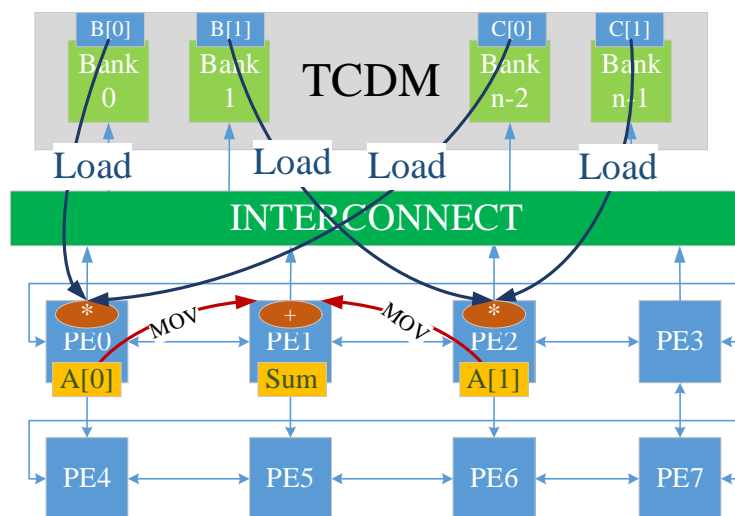 B[0] B[1] C[0] C[1]
Bank Bank TCDM Bank Bank
0 1 n-2 n-1
Load Load Load Load
INTERCONNECT
* + *
MOV MOV
PE0 PE1 PE2 PE3
A[0] Sum A[1]
PE4 PE5 PE6 PE7